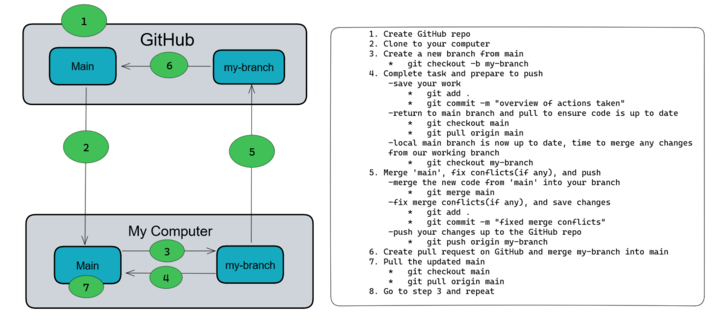 1
GitHub
Main
6
my-branch
2
5
My Computer
Main
3
4
my-branch
7
1. Create GitHub repo
2. Clone to your computer
3. Create a new branch from main
* git checkout -b my-branch
4. Complete task and prepare to push
-save your work
* git add .
* git commit -m "overview of actions taken"
-return to main branch and pull to ensure code is up to date
* git checkout main
* git pull origin main
-local main branch is now up to date, time to merge any changes
from our working branch
* git checkout my-branch
5. Merge 'main', fix conflicts(if any), and push
-merge the new code from 'main' into your branch
* git merge main
-fix merge conflicts(if any), and save changes
* git add .
* git commit -m "fixed merge conflicts"
-push your changes up to the GitHub repo
* git push origin my-branch
6. Create pull request on GitHub and merge my-branch into main
7. Pull the updated main
* git checkout main
* git pull origin main
8. Go to step 3 and repeat